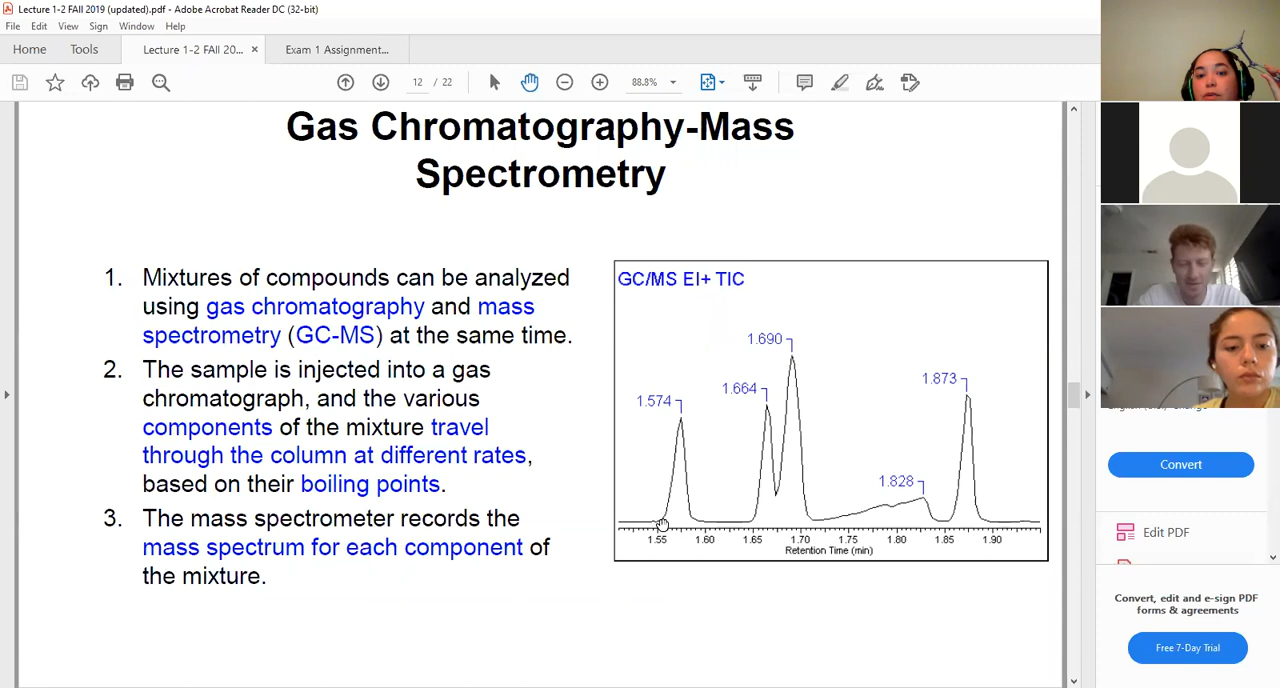 Lecture 1-2 FAll 2019 (updated).pdf - Adobe Acrobat Reader DC (32-bit)
File Edit View Sign Window Help
Home Tools Lecture 1-2 FAll 20... × Exam 1 Assignment...
12 / 22 88.8%
Gas Chromatography-Mass
Spectrometry
1. Mixtures of compounds can be analyzed
using gas chromatography and mass
spectrometry (GC-MS) at the same time.
2. The sample is injected into a gas
chromatograph, and the various
components of the mixture travel
through the column at different rates,
based on their boiling points.
3. The mass spectrometer records the
mass spectrum for each component of
the mixture.
GC/MS EI+ TIC
1.690
1.873
1.664
1.574
1.828
1.55 1.60 1.65 1.70 1.75 1.80 1.85 1.90
Retention Time (min)
Convert
Edit PDF
Convert, edit and e-sign PDF
forms & agreements
Free 7-Day Trial